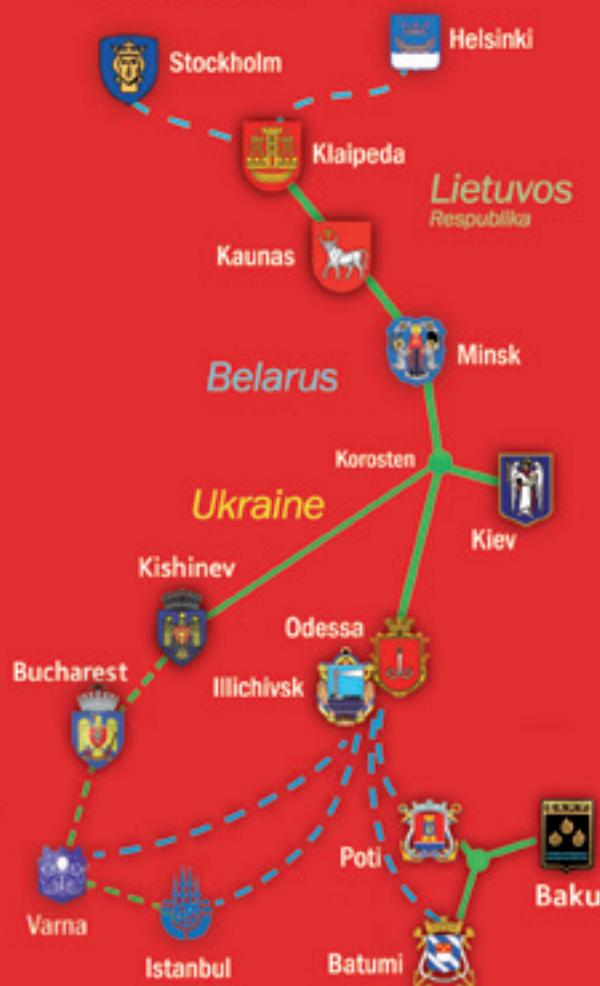 Helsinki
Stockholm
Klaipeda
Lietuvos
Respublika
Kaunas
Minsk
Belarus
Korosten
Ukraine
Kiev
Kishinev
Odessa
Bucharest
Illichivsk
Poti
Baku
Varna
Istanbul
Batumi